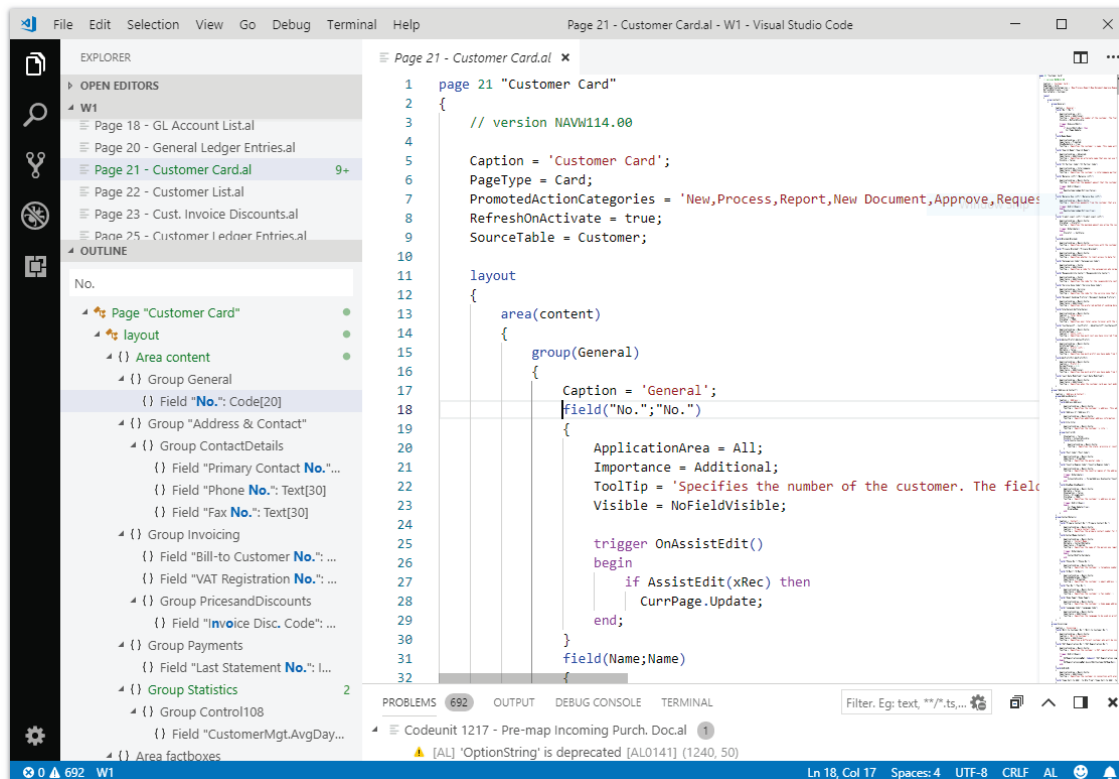 File Edit Selection View Go Debug Terminal Help Page 21 - Customer Card.al - W1 - Visual Studio Code
EXPLORER
OPEN EDITORS
W1
Page 18 - GL Account List.al
Page 20 - General Ledger Entries.al
Page 21 - Customer Card.al 9+
Page 22 - Customer List.al
Page 23 - Cust. Invoice Discounts.al
Page 25 - Customer Ledger Entries.al
OUTLINE
No.
Page "Customer Card"
layout
{} Area content
{} Group General
{} Field "No.": Code[20]
{} Group "Address & Contact"
{} Group ContactDetails
{} Field "Primary Contact No."...
{} Field "Phone No.": Text[30]
{} Field "Fax No.": Text[30]
{} Group Invoicing
{} Field "Bill-to Customer No.": ...
{} Field "VAT Registration No.": ...
{} Group PricesandDiscounts
{} Field "Invoice Disc. Code": ...
{} Group Payments
{} Field "Last Statement No.": I...
{} Group Statistics 2
{} Group Control108
{} Field "CustomerMgt.AvgDay...
{} Area factboxes
Page 21 - Customer Card.al
1 page 21 "Customer Card"
2 {
3 // version NAVW114.00
4
5 Caption = 'Customer Card';
6 PageType = Card;
7 PromotedActionCategories = 'New,Process,Report,New Document,Approve,Reques
8 RefreshOnActivate = true;
9 SourceTable = Customer;
10
11 layout
12 {
13 area(content)
14 {
15 group(General)
16 {
17 Caption = 'General';
18 field("No.";"No.")
19 {
20 ApplicationArea = All;
21 Importance = Additional;
22 ToolTip = 'Specifies the number of the customer. The field
23 Visible = NoFieldVisible;
24
25 trigger OnAssistEdit()
26 begin
27 if AssistEdit(xRec) then
28 CurrPage.Update;
29 end;
30 }
31 field(Name;Name)
32 {
PROBLEMS 692 OUTPUT DEBUG CONSOLE TERMINAL Filter. Eg: text, **/*.ts,...
Codeunit 1217 - Pre-map Incoming Purch. Doc.al 1
[AL] 'OptionString' is deprecated [AL0141] (1240, 50)
0 692 W1 Ln 18, Col 17 Spaces: 4 UTF-8 CRLF AL